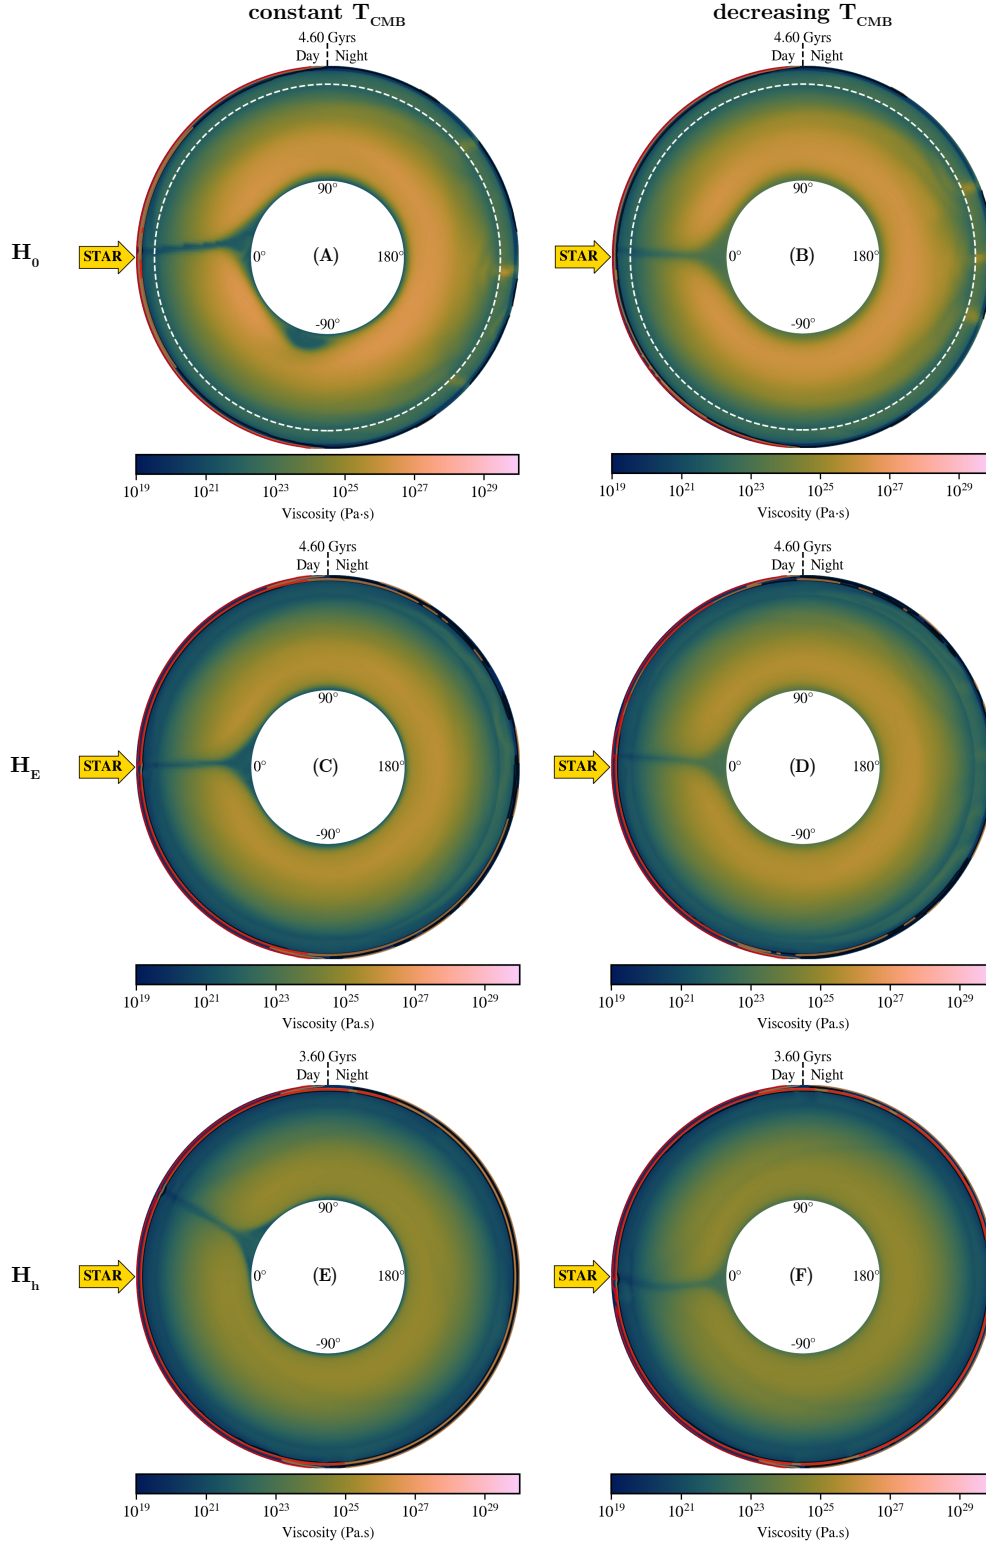 constant T_CMB
decreasing T_CMB
4.60 Gyrs
Day Night
4.60 Gyrs
Day Night
H_0
STAR
90°
0°
(A)
180°
-90°
STAR
90°
0°
(B)
180°
-90°
10^19 10^21 10^23 10^25 10^27 10^29
Viscosity (Pa·s)
10^19 10^21 10^23 10^25 10^27 10^29
Viscosity (Pa·s)
4.60 Gyrs
Day Night
4.60 Gyrs
Day Night
H_E
STAR
90°
0°
(C)
180°
-90°
STAR
90°
0°
(D)
180°
-90°
10^19 10^21 10^23 10^25 10^27 10^29
Viscosity (Pa.s)
10^19 10^21 10^23 10^25 10^27 10^29
Viscosity (Pa.s)
3.60 Gyrs
Day Night
3.60 Gyrs
Day Night
H_h
STAR
90°
0°
(E)
180°
-90°
STAR
90°
0°
(F)
180°
-90°
10^19 10^21 10^23 10^25 10^27 10^29
Viscosity (Pa.s)
10^19 10^21 10^23 10^25 10^27 10^29
Viscosity (Pa.s)